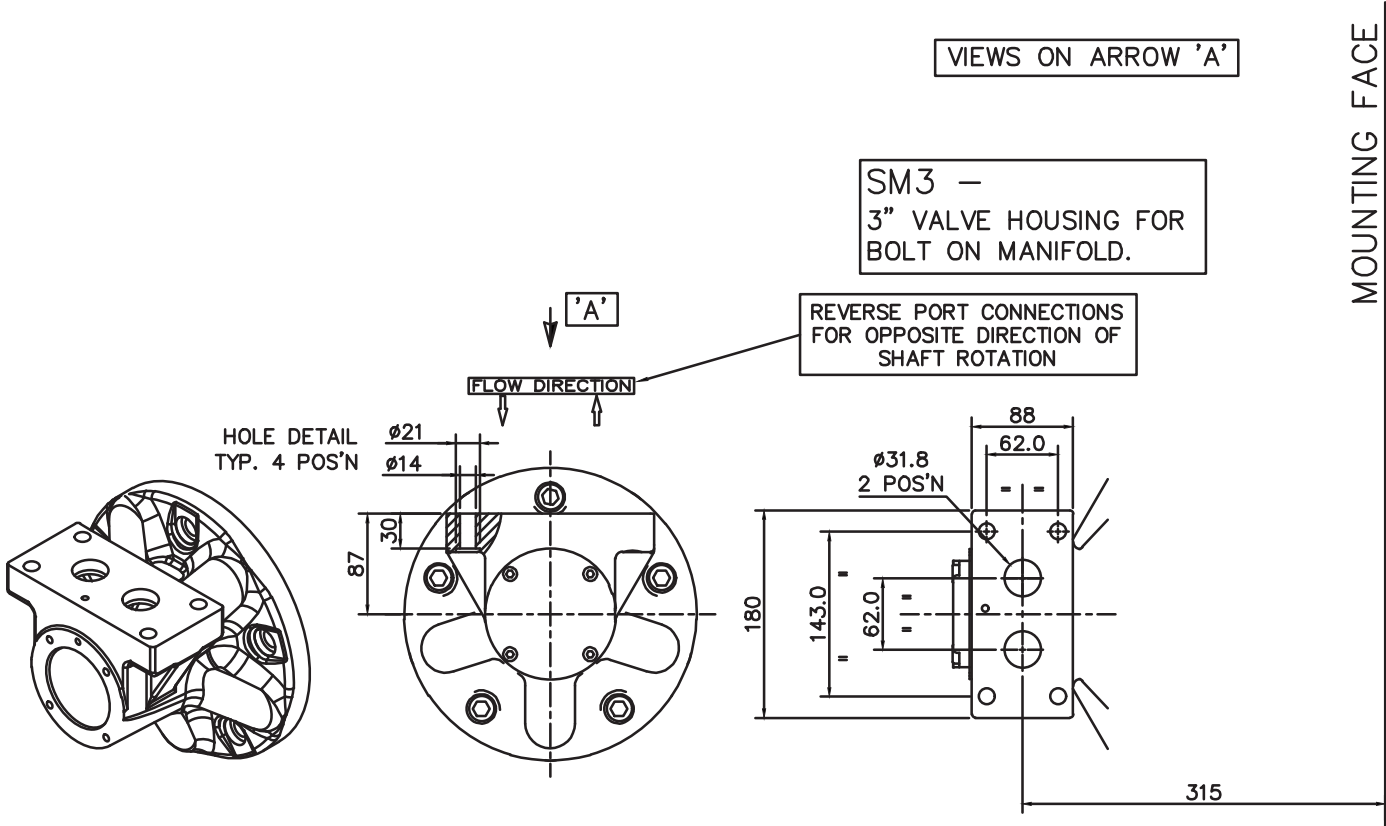 VIEWS ON ARROW 'A'
MOUNTING FACE
SM3 –
3" VALVE HOUSING FOR
BOLT ON MANIFOLD.
'A'
REVERSE PORT CONNECTIONS
FOR OPPOSITE DIRECTION OF
SHAFT ROTATION
FLOW DIRECTION
HOLE DETAIL
TYP. 4 POS'N
ø21
ø14
30
87
88
62.0
ø31.8
2 POS'N
= =
180
143.0
62.0
=
=
=
=
315